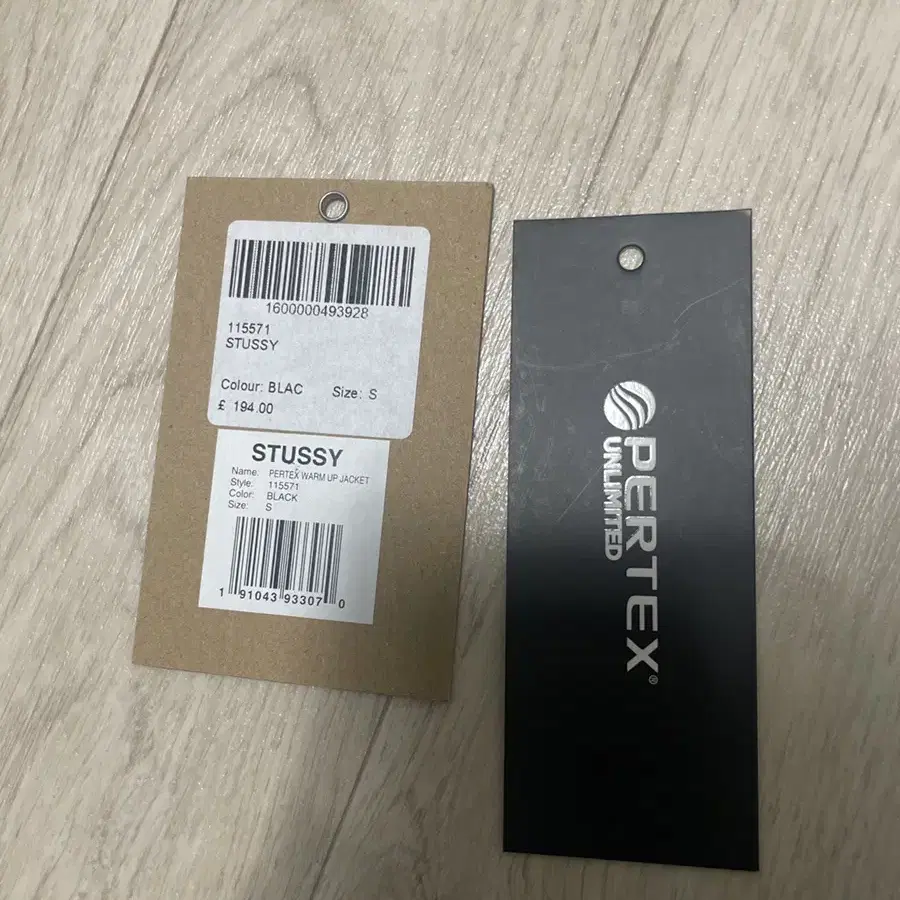 1600000493928
115571
STUSSY
Colour: BLAC Size: S
£ 194.00
STUSSY
Name: PERTEX WARM UP JACKET
Style: 115571
Color: BLACK
Size: S
1 91043 93307 0
PERTEX®
UNLIMITED